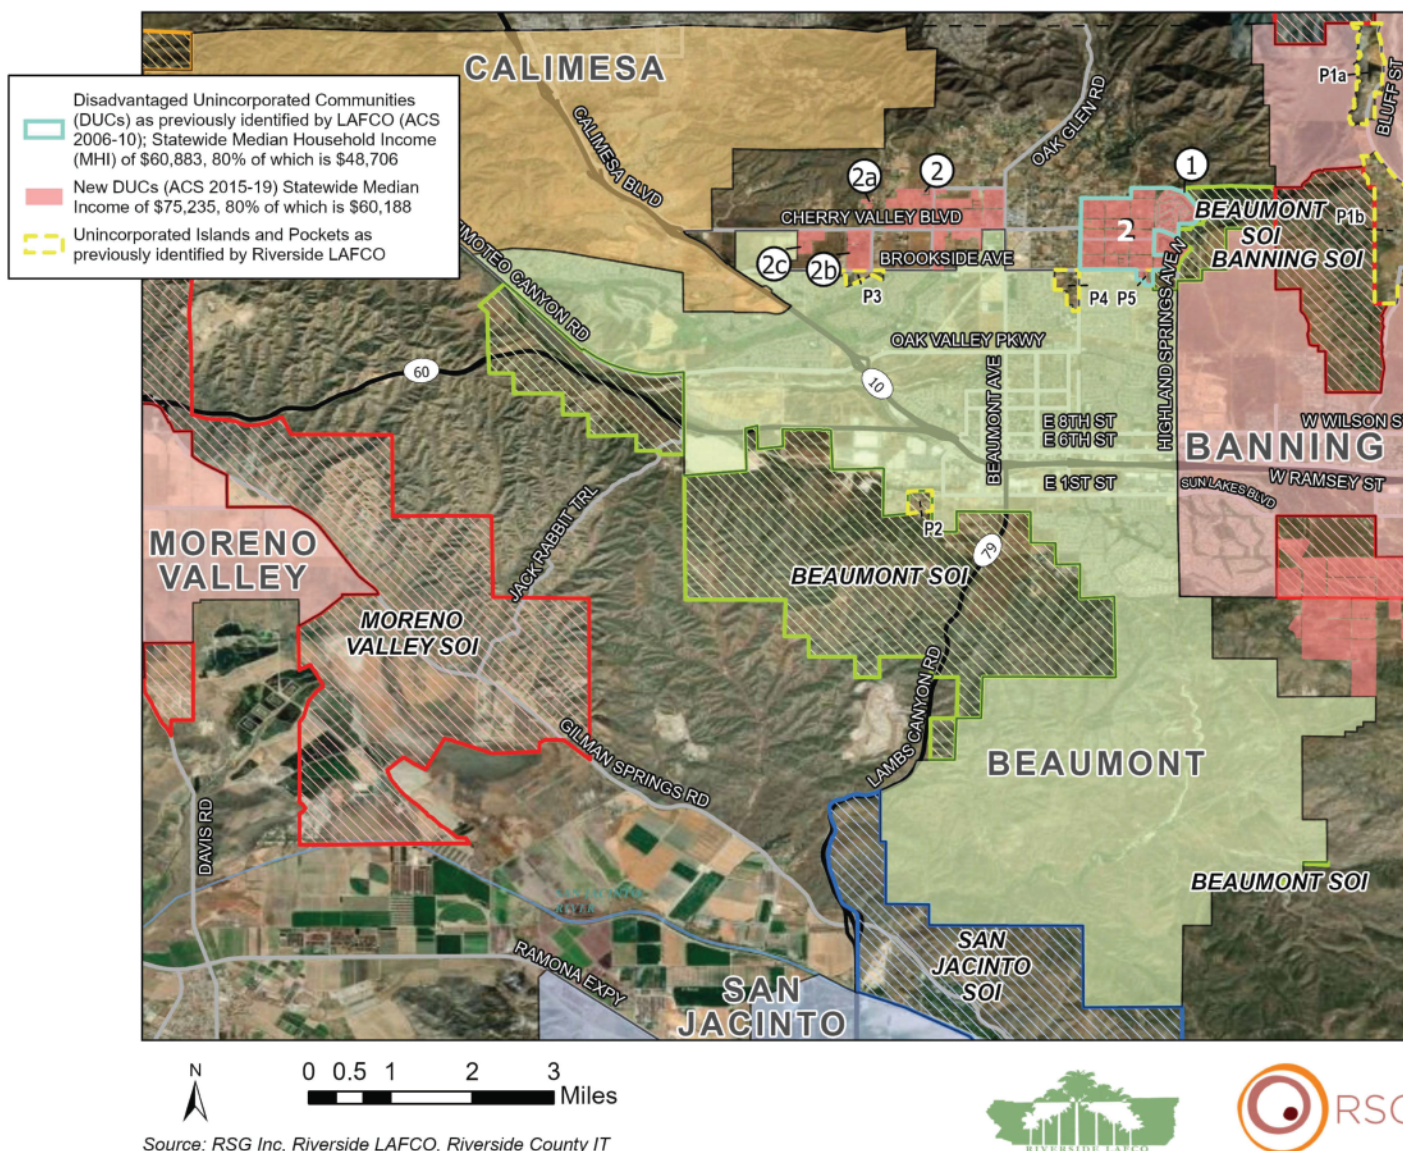 CALIMESA
Disadvantaged Unincorporated Communities
(DUCs) as previously identified by LAFCO (ACS
2006-10); Statewide Median Household Income
(MHI) of $60,883, 80% of which is $48,706
New DUCs (ACS 2015-19) Statewide Median
Income of $75,235, 80% of which is $60,188
Unincorporated Islands and Pockets as
previously identified by Riverside LAFCO
CALIMESA BLVD
OAK GLEN RD
P1a
BLUFF ST
1
2a
2
CHERRY VALLEY BLVD
2
BEAUMONT
SOI
BANNING SOI
P1b
2c
2b
BROOKSIDE AVE
P3
P4
P5
TIMOTEO CANYON RD
HIGHLAND SPRINGS AVE N
OAK VALLEY PKWY
60
10
BEAUMONT AVE
E 8TH ST
E 6TH ST
E 1ST ST
W WILSON ST
BANNING
W RAMSEY ST
SUN LAKES BLVD
P2
79
BEAUMONT SOI
MORENO
VALLEY
JACK RABBIT TRL
MORENO
VALLEY SOI
LAMBS CANYON RD
GILMAN SPRINGS RD
BEAUMONT
DAVIS RD
BEAUMONT SOI
RIVER
RAMONA EXPY
SAN
JACINTO
SAN
JACINTO
SOI
N
0 0.5 1 2 3
Miles
Source: RSG Inc, Riverside LAFCO, Riverside County IT
RIVERSIDE LAFCO
RSG